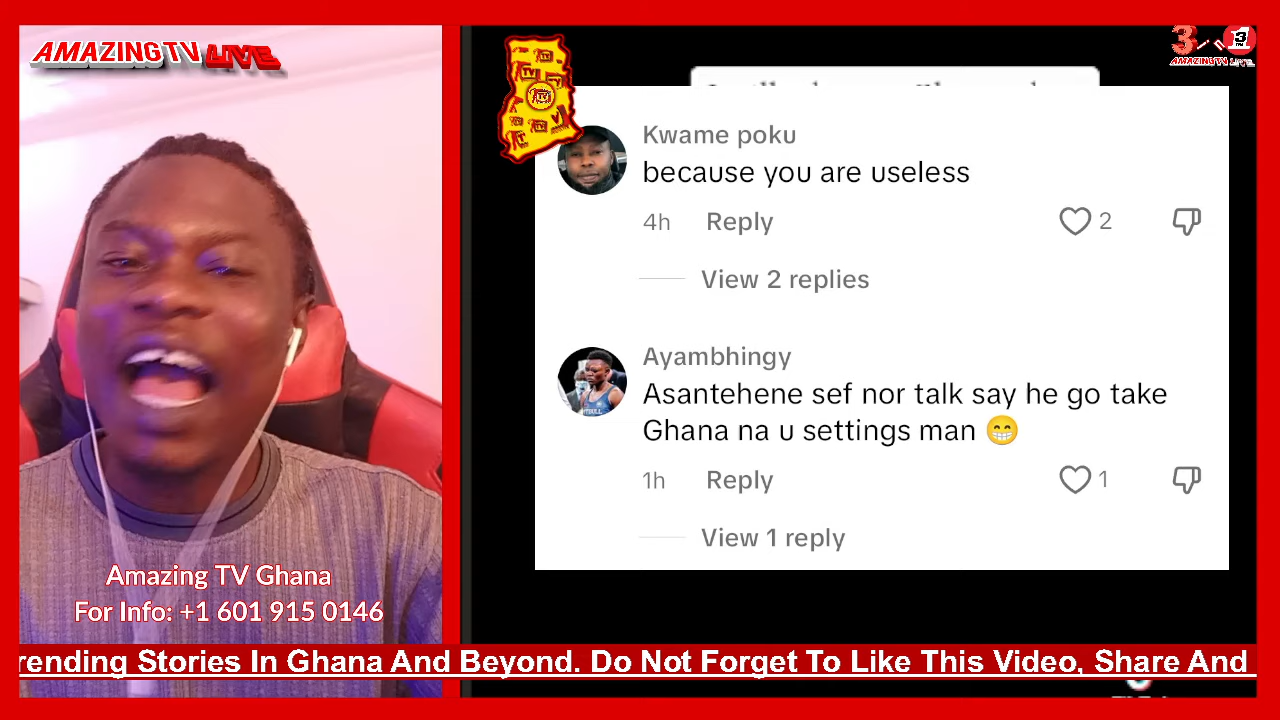 AMAZING TV LIVE
Kwame poku
because you are useless
4h Reply 2
View 2 replies
Ayambhingy
Asantehene sef nor talk say he go take
Ghana na u settings man 😁
1h Reply 1
View 1 reply
Amazing TV Ghana
For Info: +1 601 915 0146
rending Stories In Ghana And Beyond. Do Not Forget To Like This Video, Share And